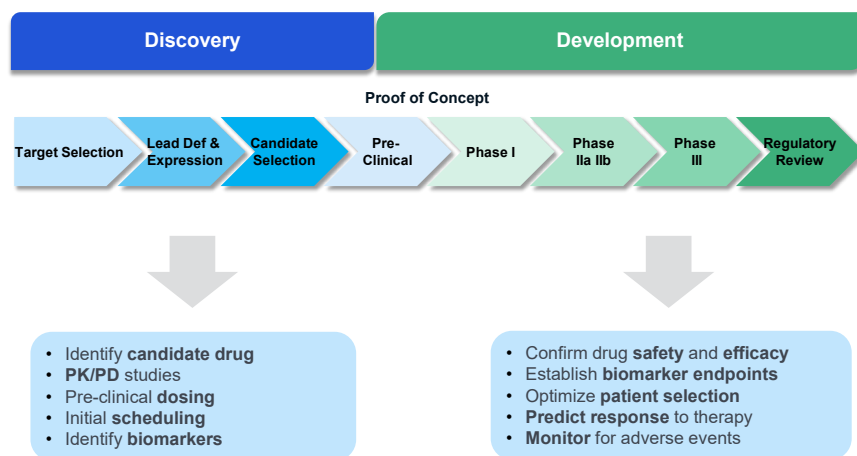 Discovery
Development
Proof of Concept
Target Selection
Lead Def &
Expression
Candidate
Selection
Pre-
Clinical
Phase I
Phase
IIa IIb
Phase
III
Regulatory
Review
• Identify candidate drug
• PK/PD studies
• Pre-clinical dosing
• Initial scheduling
• Identify biomarkers
• Confirm drug safety and efficacy
• Establish biomarker endpoints
• Optimize patient selection
• Predict response to therapy
• Monitor for adverse events